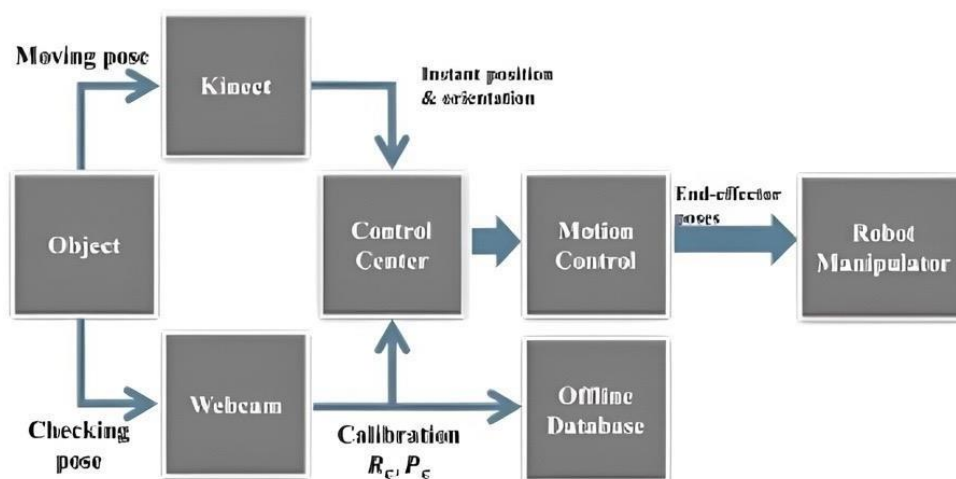 Moving pose
Kinect
Instant position
& orientation
Object
Control
Center
Motion
Control
End-effector
poses
Robot
Manipulator
Checking
pose
Webcam
Calibration
R_c, P_c
Offline
Database